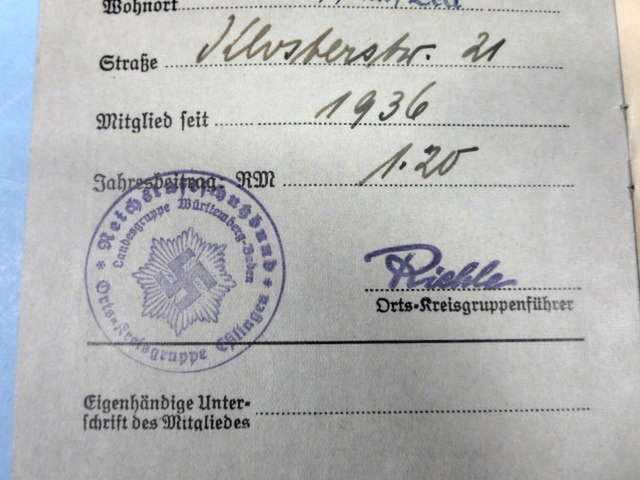 Wohnort
Straße Klosterstr. 21
Mitglied seit 1936
Jahresbeitrag: RM 1.20
Reichsluftschutzbund
Landesgruppe Württemberg-Baden
Orts-Kreisgruppe Eßlingen
Riehle
Orts-Kreisgruppenführer
Eigenhändige Unter-
schrift des Mitgliedes